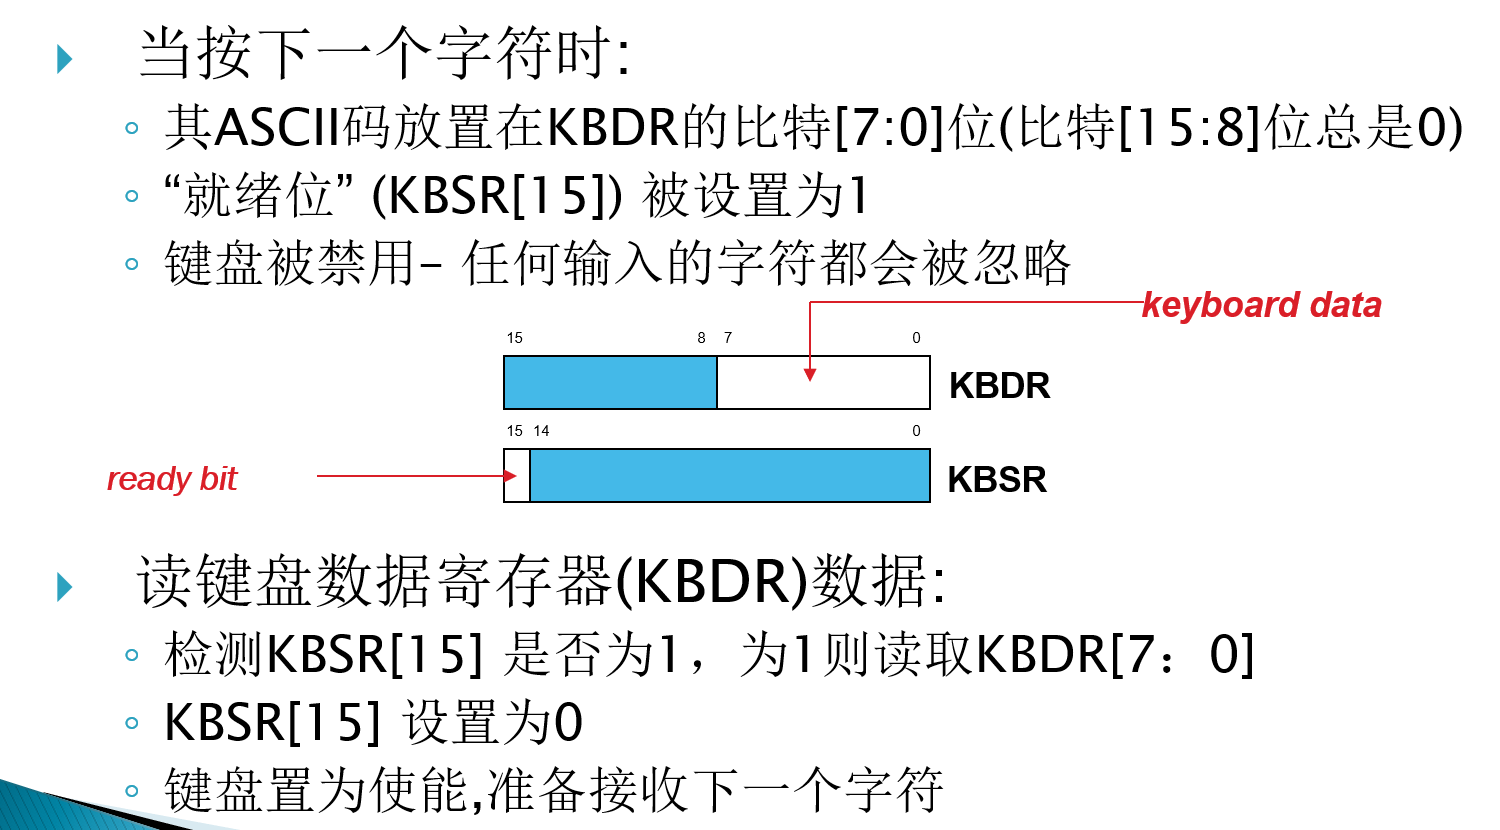 当按下一个字符时:
其ASCII码放置在KBDR的比特[7:0]位(比特[15:8]位总是0)
“就绪位” (KBSR[15]) 被设置为1
键盘被禁用– 任何输入的字符都会被忽略
keyboard data
15 8 7 0
KBDR
15 14 0
ready bit
KBSR
读键盘数据寄存器(KBDR)数据:
检测KBSR[15] 是否为1，为1则读取KBDR[7：0]
KBSR[15] 设置为0
键盘置为使能,准备接收下一个字符